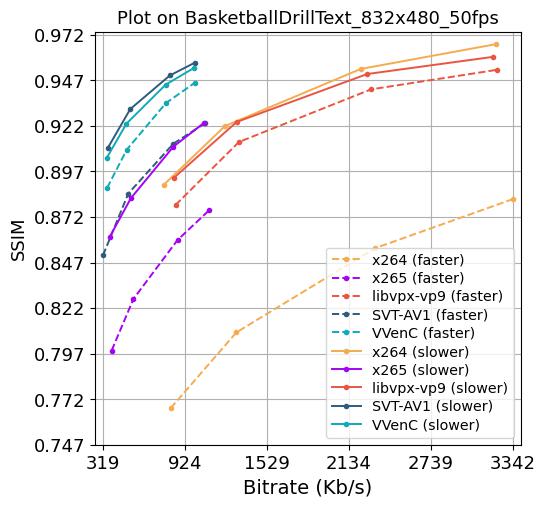 Plot on BasketballDrillText_832x480_50fps
0.972
0.947
0.922
0.897
0.872
0.847
0.822
0.797
0.772
0.747
SSIM
x264 (faster)
x265 (faster)
libvpx-vp9 (faster)
SVT-AV1 (faster)
VVenC (faster)
x264 (slower)
x265 (slower)
libvpx-vp9 (slower)
SVT-AV1 (slower)
VVenC (slower)
319 924 1529 2134 2739 3342
Bitrate (Kb/s)